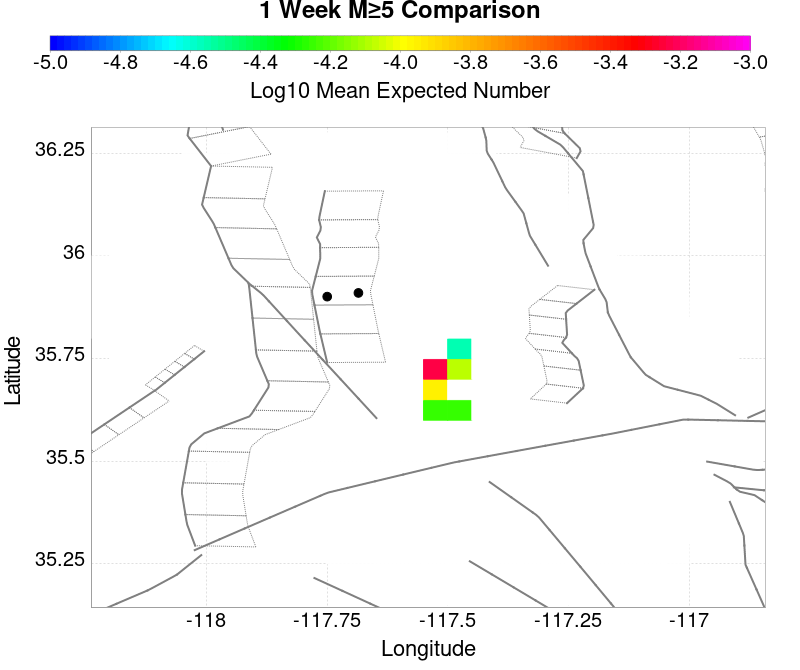 1 Week M≥5 Comparison
-5.0 -4.8 -4.6 -4.4 -4.2 -4.0 -3.8 -3.6 -3.4 -3.2 -3.0
Log10 Mean Expected Number
36.25
36
35.75
35.5
35.25
Latitude
-118 -117.75 -117.5 -117.25 -117
Longitude